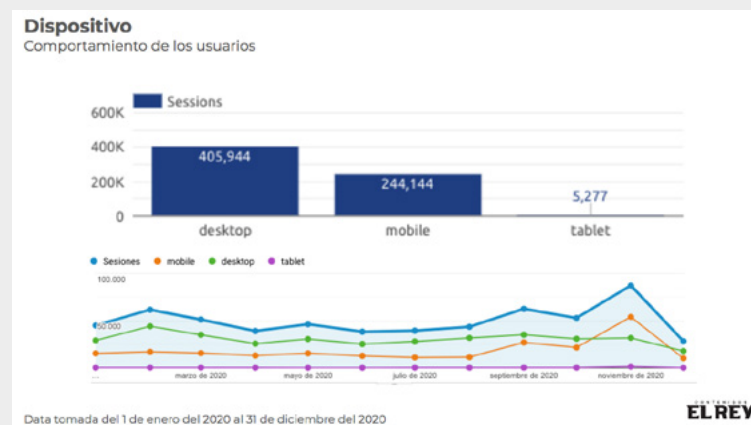 Dispositivo
Comportamiento de los usuarios
Sessions
600K
400K
200K
0
405,944
244,144
5,277
desktop
mobile
tablet
Sesiones mobile desktop tablet
100.000
50.000
... marzo de 2020 mayo de 2020 julio de 2020 septiembre de 2020 noviembre de 2020
Data tomada del 1 de enero del 2020 al 31 de diciembre del 2020
CONTENIDOS
EL REY